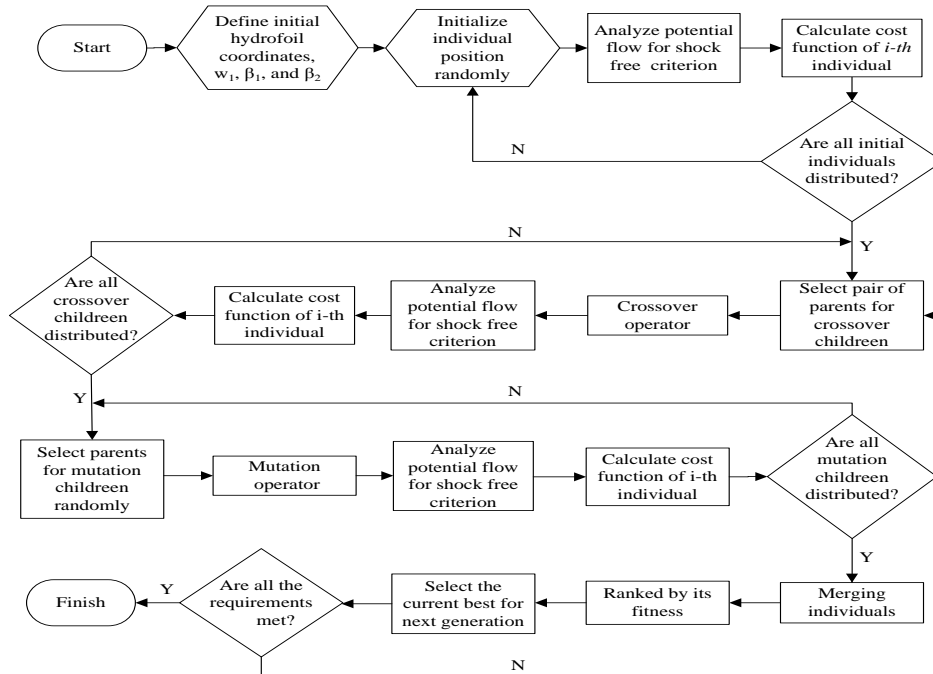 Start
Define initial
hydrofoil
coordinates,
w₁, β₁, and β₂
Initialize
individual
position
randomly
Analyze potential
flow for shock
free criterion
Calculate cost
function of i-th
individual
N
Are all initial
individuals
distributed?
N
Y
Are all
crossover
childreen
distributed?
Calculate cost
function of i-th
individual
Analyze
potential flow
for shock free
criterion
Crossover
operator
Select pair of
parents for
crossover
childreen
Y
N
Select parents
for mutation
childreen
randomly
Mutation
operator
Analyze
potential flow
for shock free
criterion
Calculate cost
function of i-th
individual
Are all
mutation
childreen
distributed?
Y
Finish
Y
Are all the
requirements
met?
Select the
current best for
next generation
Ranked by its
fitness
Merging
individuals
N